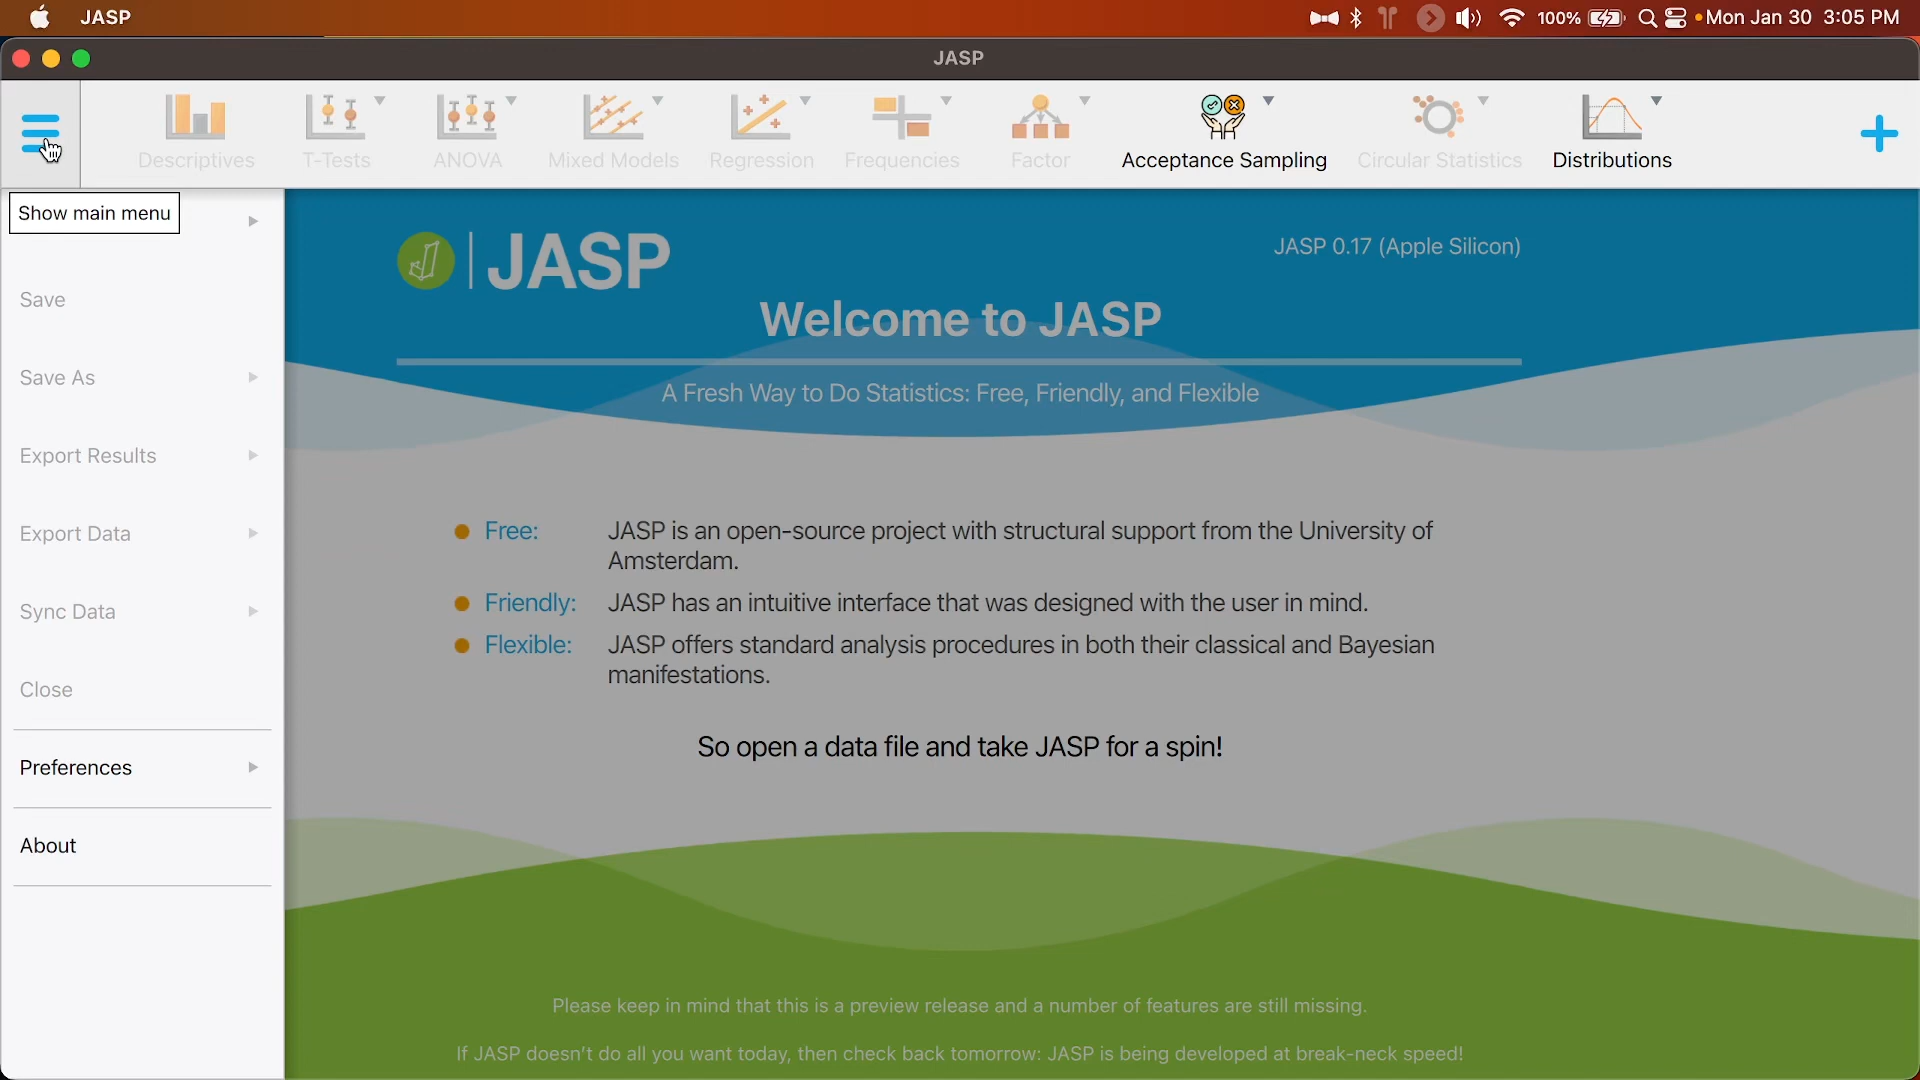 JASP
100%
Mon Jan 30 3:05 PM
JASP
Descriptives
T-Tests
ANOVA
Mixed Models
Regression
Frequencies
Factor
Acceptance Sampling
Circular Statistics
Distributions
Show main menu
Save
Save As
Export Results
Export Data
Sync Data
Close
Preferences
About
JASP
JASP 0.17 (Apple Silicon)
Welcome to JASP
A Fresh Way to Do Statistics: Free, Friendly, and Flexible
Free: JASP is an open-source project with structural support from the University of
Amsterdam.
Friendly: JASP has an intuitive interface that was designed with the user in mind.
Flexible: JASP offers standard analysis procedures in both their classical and Bayesian
manifestations.
So open a data file and take JASP for a spin!
Please keep in mind that this is a preview release and a number of features are still missing.
If JASP doesn't do all you want today, then check back tomorrow: JASP is being developed at break-neck speed!